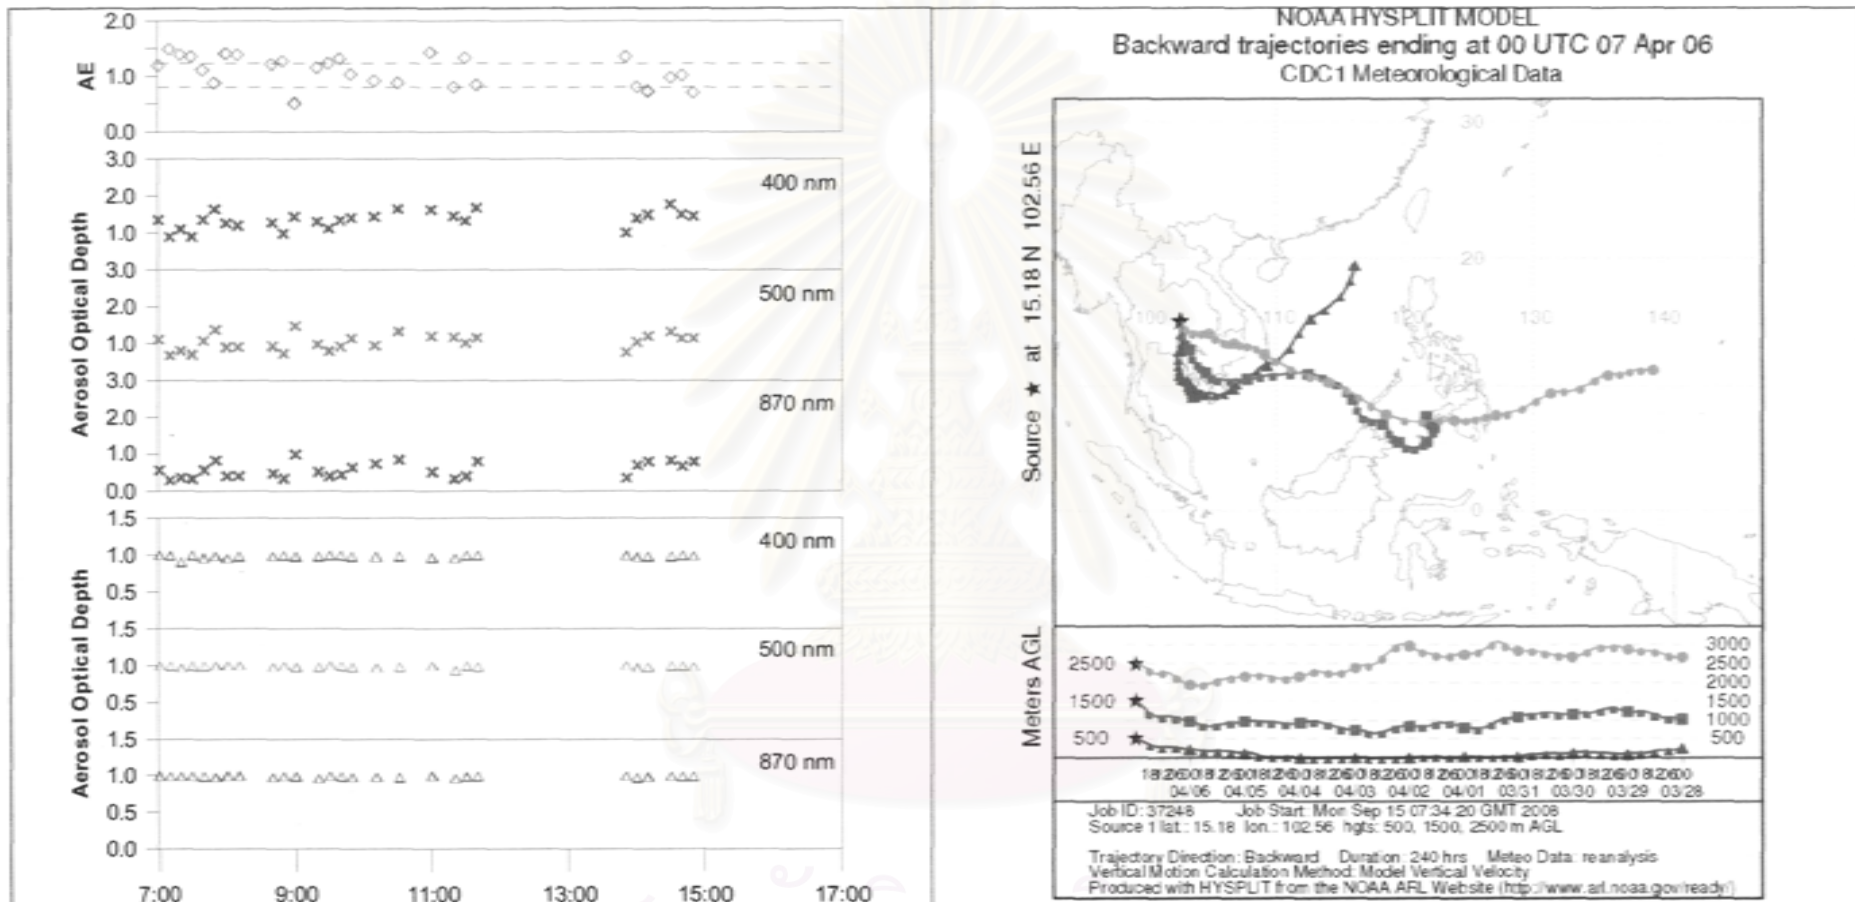 2.0
1.0
0.0
AE
3.0
2.0
1.0
3.0
2.0
1.0
3.0
2.0
1.0
0.0
400 nm
500 nm
870 nm
Aerosol Optical Depth
1.5
1.0
0.5
1.5
1.0
0.5
1.5
1.0
0.5
0.0
400 nm
500 nm
870 nm
Aerosol Optical Depth
7:00 9:00 11:00 13:00 15:00 17:00
NOAA HYSPLIT MODEL
Backward trajectories ending at 00 UTC 07 Apr 06
CDC1 Meteorological Data
Source ★ at 15.18 N 102.56 E
30
20
100 110 120 130 140
0
Meters AGL
2500
1500
500
3000
2500
2000
1500
1000
500
04/06 04/05 04/04 04/03 04/02 04/01 03/31 03/30 03/29 03/28
Job ID: 37248 Job Start: Mon Sep 15 07:34:20 GMT 2008
Source 1 lat.: 15.18 lon.: 102.56 hgts: 500, 1500, 2500 m AGL
Trajectory Direction: Backward Duration: 240 hrs Meteo Data: reanalysis
Vertical Motion Calculation Method: Model Vertical Velocity
Produced with HYSPLIT from the NOAA ARL Website (http://www.arl.noaa.gov/ready/)